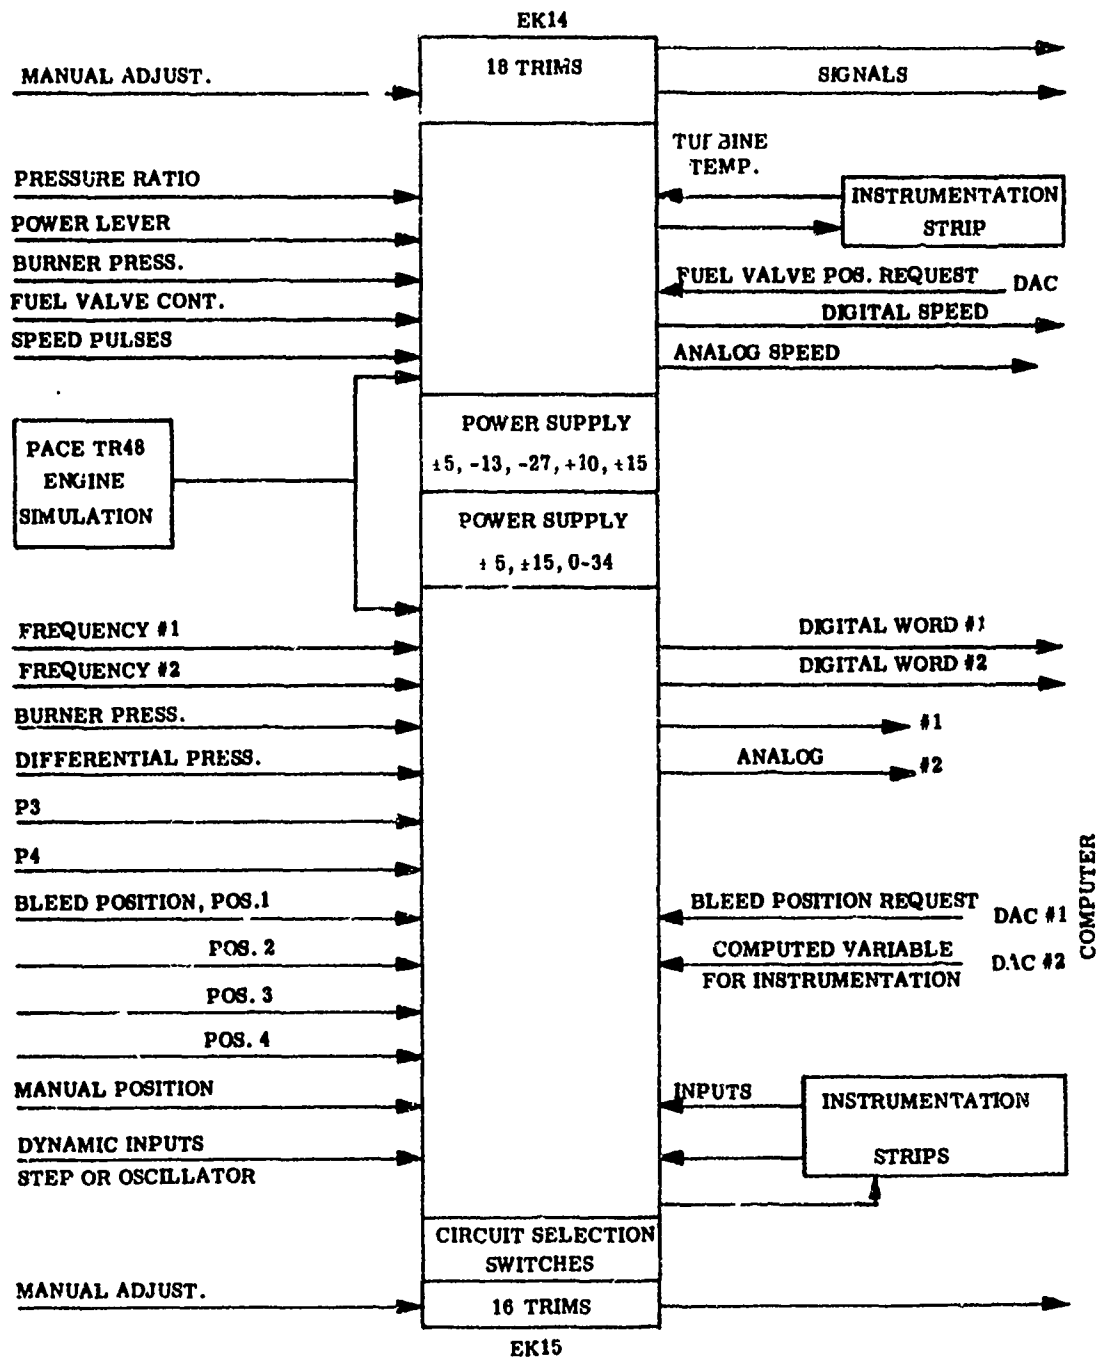 EK14
18 TRIMS
MANUAL ADJUST.
SIGNALS
TURBINE
TEMP.
PRESSURE RATIO
INSTRUMENTATION
STRIP
POWER LEVER
BURNER PRESS.
FUEL VALVE POS. REQUEST
DAC
FUEL VALVE CONT.
DIGITAL SPEED
SPEED PULSES
ANALOG SPEED
POWER SUPPLY
±5, -13, -27, +10, ±15
PACE TR48
ENGINE
SIMULATION
POWER SUPPLY
± 5, ±15, 0-34
FREQUENCY #1
DIGITAL WORD #1
FREQUENCY #2
DIGITAL WORD #2
BURNER PRESS.
#1
DIFFERENTIAL PRESS.
ANALOG
#2
P3
P4
COMPUTER
BLEED POSITION, POS.1
BLEED POSITION REQUEST
DAC #1
POS. 2
COMPUTED VARIABLE
FOR INSTRUMENTATION
DAC #2
POS. 3
POS. 4
MANUAL POSITION
INPUTS
INSTRUMENTATION
STRIPS
DYNAMIC INPUTS
STEP OR OSCILLATOR
CIRCUIT SELECTION
SWITCHES
MANUAL ADJUST.
16 TRIMS
EK15